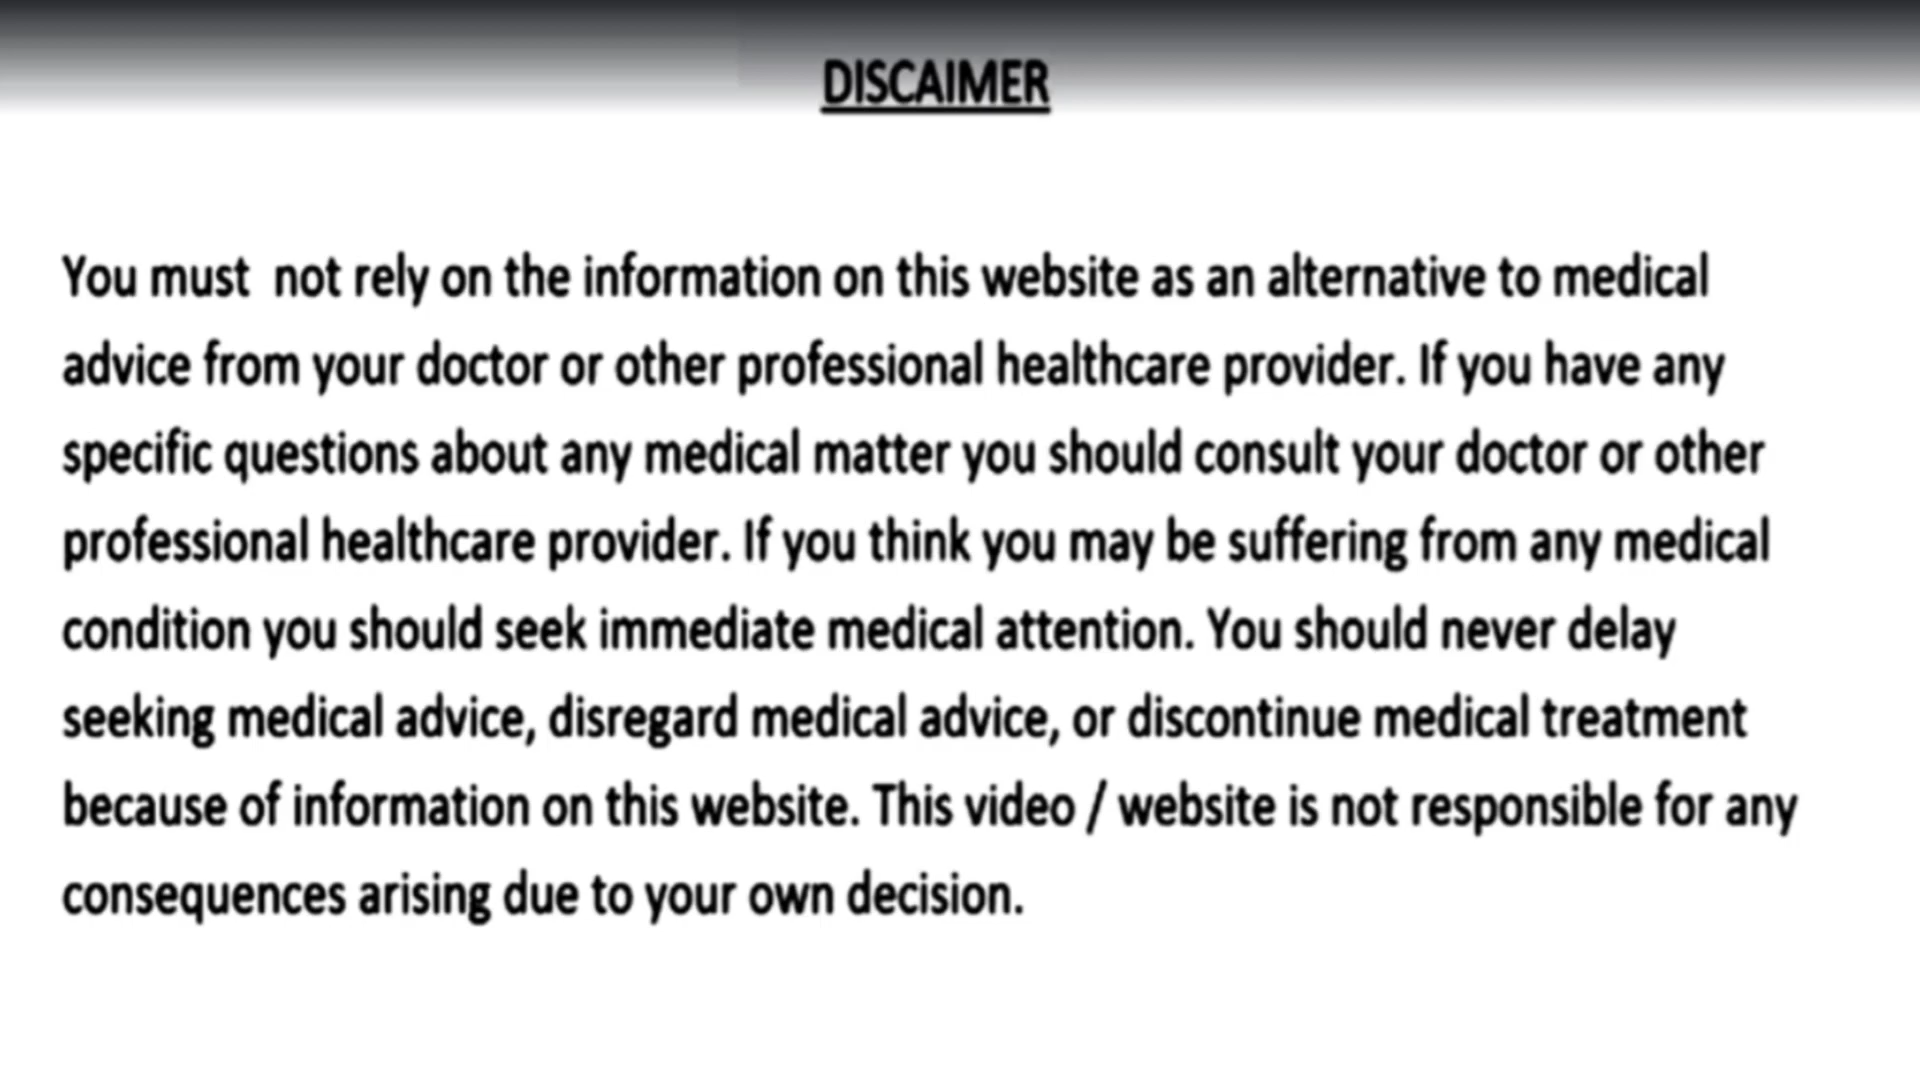 DISCAIMER
You must  not rely on the information on this website as an alternative to medical
advice from your doctor or other professional healthcare provider. If you have any
specific questions about any medical matter you should consult your doctor or other
professional healthcare provider. If you think you may be suffering from any medical
condition you should seek immediate medical attention. You should never delay
seeking medical advice, disregard medical advice, or discontinue medical treatment
because of information on this website. This video / website is not responsible for any
consequences arising due to your own decision.